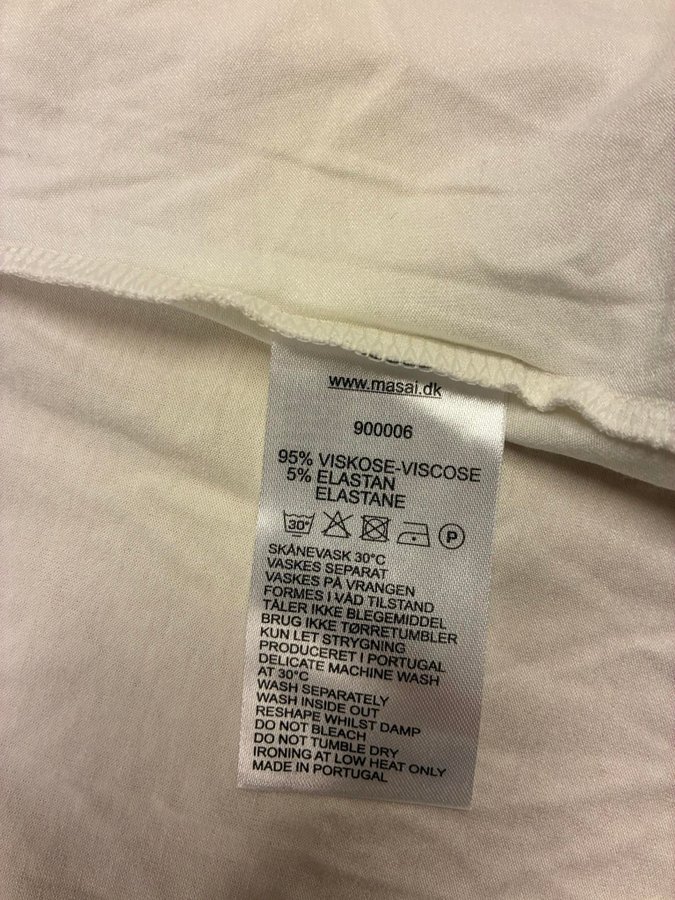 www.masai.dk
900006
95% VISKOSE-VISCOSE
5% ELASTAN
ELASTANE
30° P
SKÅNEVASK 30°C
VASKES SEPARAT
VASKES PÅ VRANGEN
FORMES I VÅD TILSTAND
TÅLER IKKE BLEGEMIDDEL
BRUG IKKE TØRRETUMBLER
KUN LET STRYGNING
PRODUCERET I PORTUGAL
DELICATE MACHINE WASH
AT 30°C
WASH SEPARATELY
WASH INSIDE OUT
RESHAPE WHILST DAMP
DO NOT BLEACH
DO NOT TUMBLE DRY
IRONING AT LOW HEAT ONLY
MADE IN PORTUGAL